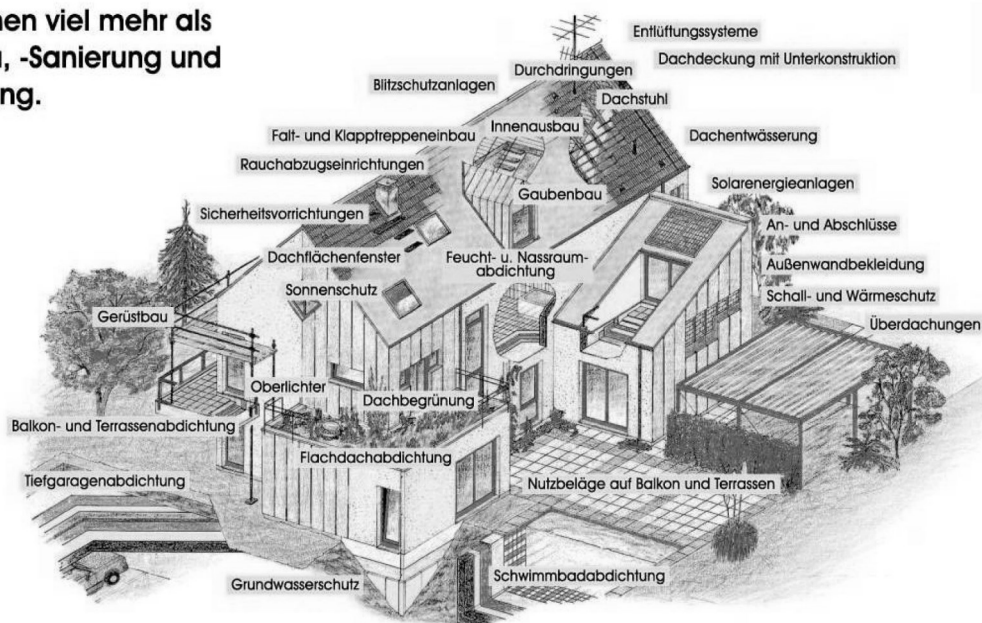 nen viel mehr als
, -Sanierung und
ng.
Entlüftungssysteme
Dachdeckung mit Unterkonstruktion
Durchdringungen
Blitzschutzanlagen
Dachstuhl
Innenausbau
Falt- und Klapptreppeneinbau
Dachentwässerung
Rauchabzugseinrichtungen
Solarenergieanlagen
Gaubenbau
Sicherheitsvorrichtungen
An- und Abschlüsse
Dachflächenfenster
Feucht- u. Nassraum-
abdichtung
Außenwandbekleidung
Sonnenschutz
Schall- und Wärmeschutz
Gerüstbau
Überdachungen
Oberlichter
Dachbegrünung
Balkon- und Terrassenabdichtung
Flachdachabdichtung
Tiefgaragenabdichtung
Nutzbeläge auf Balkon und Terrassen
Schwimmbadabdichtung
Grundwasserschutz